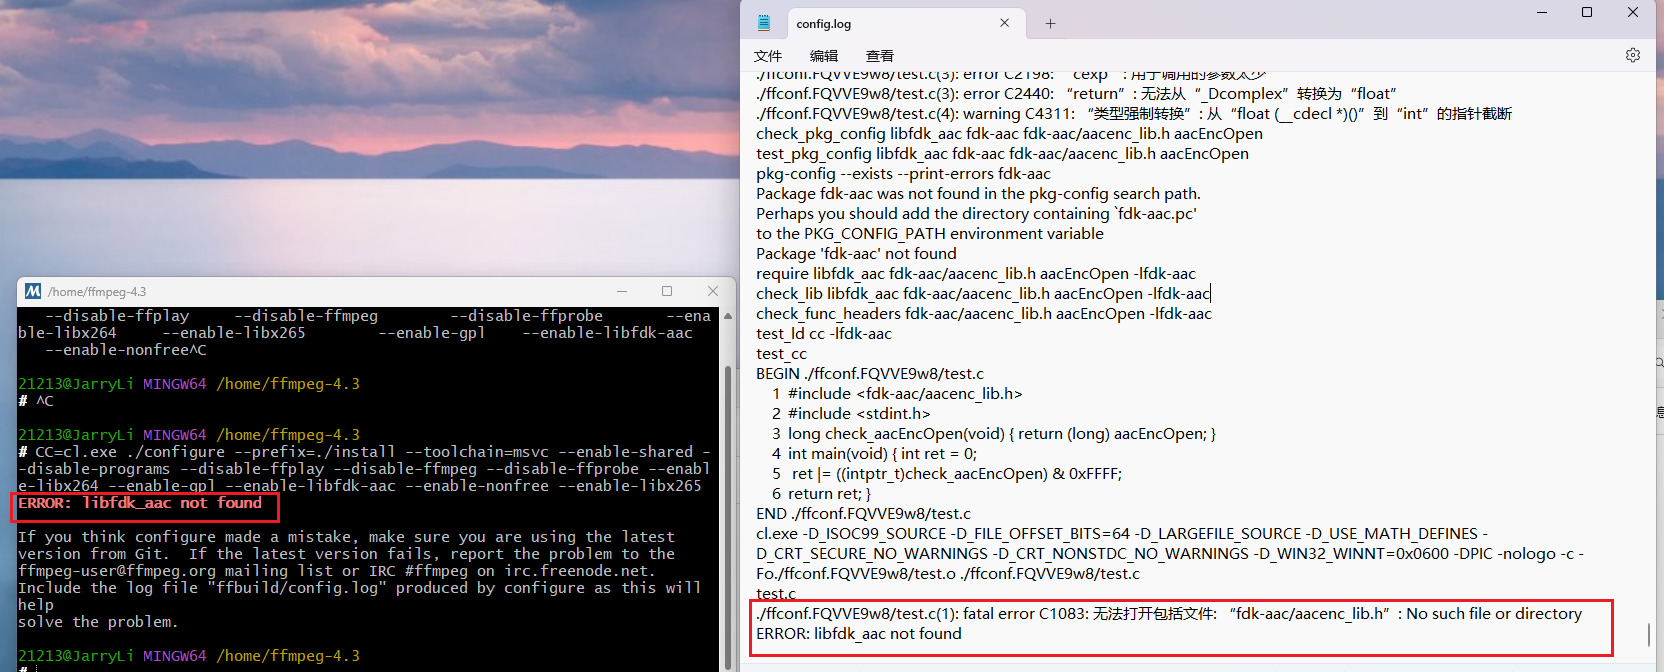 config.log
文件 编辑 查看
./ffconf.FQVVE9w8/test.c(3): error C2198: “cexp”: 用于调用的参数太少
./ffconf.FQVVE9w8/test.c(3): error C2440: “return”: 无法从“_Dcomplex”转换为“float”
./ffconf.FQVVE9w8/test.c(4): warning C4311: “类型强制转换”: 从“float (__cdecl *)()”到“int”的指针截断
check_pkg_config libfdk_aac fdk-aac fdk-aac/aacenc_lib.h aacEncOpen
test_pkg_config libfdk_aac fdk-aac fdk-aac/aacenc_lib.h aacEncOpen
pkg-config --exists --print-errors fdk-aac
Package fdk-aac was not found in the pkg-config search path.
Perhaps you should add the directory containing `fdk-aac.pc'
to the PKG_CONFIG_PATH environment variable
Package 'fdk-aac' not found
require libfdk_aac fdk-aac/aacenc_lib.h aacEncOpen -lfdk-aac
check_lib libfdk_aac fdk-aac/aacenc_lib.h aacEncOpen -lfdk-aac
check_func_headers fdk-aac/aacenc_lib.h aacEncOpen -lfdk-aac
test_ld cc -lfdk-aac
test_cc
BEGIN ./ffconf.FQVVE9w8/test.c
1 #include <fdk-aac/aacenc_lib.h>
2 #include <stdint.h>
3 long check_aacEncOpen(void) { return (long) aacEncOpen; }
4 int main(void) { int ret = 0;
5 ret |= ((intptr_t)check_aacEncOpen) & 0xFFFF;
6 return ret; }
END ./ffconf.FQVVE9w8/test.c
cl.exe -D_ISOC99_SOURCE -D_FILE_OFFSET_BITS=64 -D_LARGEFILE_SOURCE -D_USE_MATH_DEFINES -
D_CRT_SECURE_NO_WARNINGS -D_CRT_NONSTDC_NO_WARNINGS -D_WIN32_WINNT=0x0600 -DPIC -nologo -c -
Fo./ffconf.FQVVE9w8/test.o ./ffconf.FQVVE9w8/test.c
test.c
./ffconf.FQVVE9w8/test.c(1): fatal error C1083: 无法打开包括文件: “fdk-aac/aacenc_lib.h”: No such file or directory
ERROR: libfdk_aac not found
/home/ffmpeg-4.3
--disable-ffplay --disable-ffmpeg --disable-ffprobe --ena
ble-libx264 --enable-libx265 --enable-gpl --enable-libfdk-aac
--enable-nonfree^C
21213@JarryLi MINGW64 /home/ffmpeg-4.3
# ^C
21213@JarryLi MINGW64 /home/ffmpeg-4.3
# CC=cl.exe ./configure --prefix=./install --toolchain=msvc --enable-shared -
-disable-programs --disable-ffplay --disable-ffmpeg --disable-ffprobe --enabl
e-libx264 --enable-gpl --enable-libfdk-aac --enable-nonfree --enable-libx265
ERROR: libfdk_aac not found
If you think configure made a mistake, make sure you are using the latest
version from Git.  If the latest version fails, report the problem to the
ffmpeg-user@ffmpeg.org mailing list or IRC #ffmpeg on irc.freenode.net.
Include the log file "ffbuild/config.log" produced by configure as this will
help
solve the problem.
21213@JarryLi MINGW64 /home/ffmpeg-4.3
#